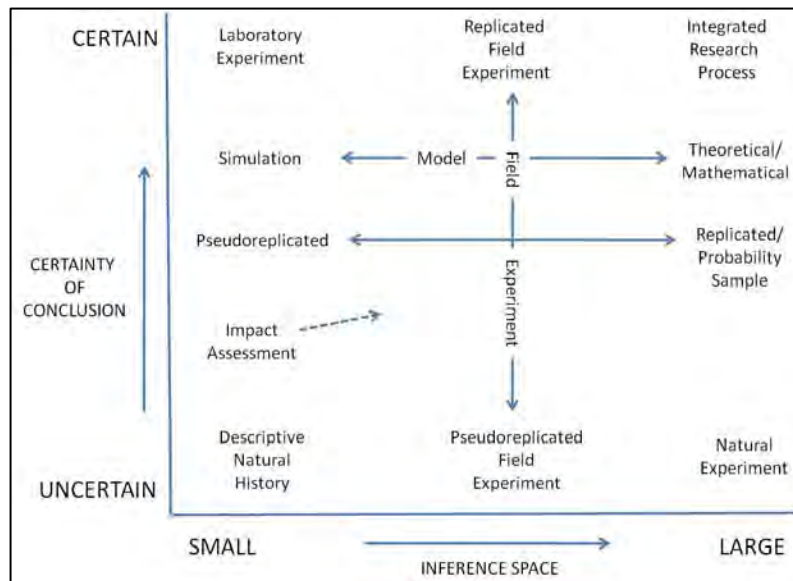 CERTAIN
Laboratory
Experiment
Replicated
Field
Experiment
Integrated
Research
Process
Simulation
Model
Field
Theoretical/
Mathematical
Pseudoreplicated
Replicated/
Probability
Sample
CERTAINTY
OF
CONCLUSION
Experiment
Impact
Assessment
Descriptive
Natural
History
Pseudoreplicated
Field
Experiment
Natural
Experiment
UNCERTAIN
SMALL
LARGE
INFERENCE SPACE